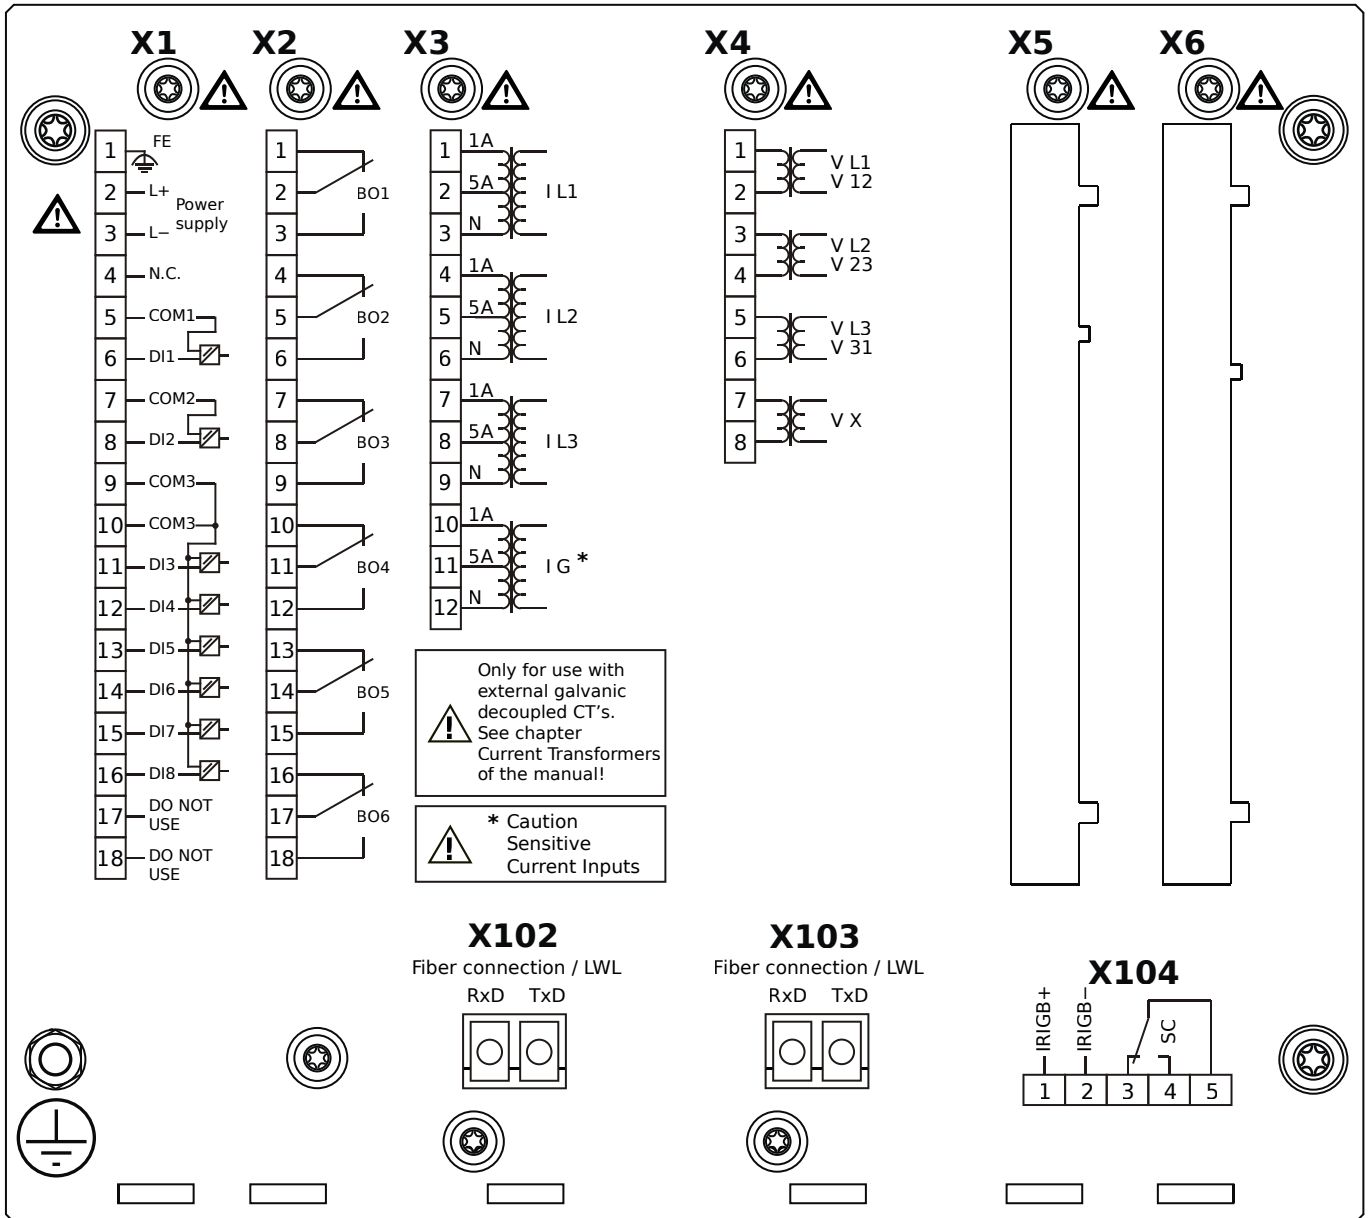 X1 X2 X3 X4 X5 X6
1 FE
2 L+
Power
supply
3 L−
4 N.C.
5 COM1
6 DI1
7 COM2
8 DI2
9 COM3
10 COM3
11 DI3
12 DI4
13 DI5
14 DI6
15 DI7
16 DI8
17 DO NOT
USE
18 DO NOT
USE
1
2 BO1
3
4
5 BO2
6
7
8 BO3
9
10
11 BO4
12
13
14 BO5
15
16
17 BO6
18
1 1A
2 5A I L1
3 N
4 1A
5 5A I L2
6 N
7 1A
8 5A I L3
9 N
10 1A
11 5A I G *
12 N
Only for use with
external galvanic
decoupled CT's.
See chapter
Current Transformers
of the manual!
* Caution
Sensitive
Current Inputs
1 V L1
2 V 12
3 V L2
4 V 23
5 V L3
6 V 31
7 V X
8
X102
Fiber connection / LWL
RxD TxD
X103
Fiber connection / LWL
RxD TxD
X104
IRIGB+ IRIGB− SC
1 2 3 4 5